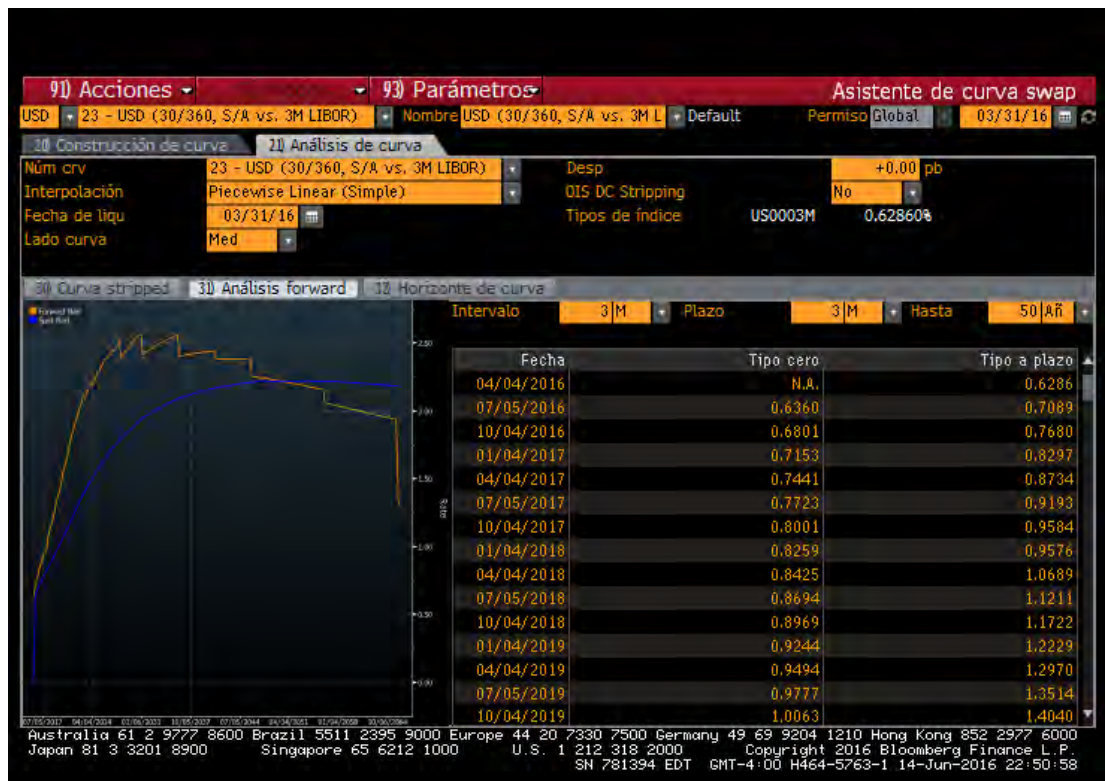 91) Acciones 93) Parámetros Asistente de curva swap
USD 23 - USD (30/360, S/A vs. 3M LIBOR) Nombre USD (30/360, S/A vs. 3M L Default Permiso Global 03/31/16
20) Construcción de curva 21) Análisis de curva
Núm crv 23 - USD (30/360, S/A vs. 3M LIBOR) Desp +0.00 pb
Interpolación Piecewise Linear (Simple) OIS DC Stripping No
Fecha de liqu 03/31/16 Tipos de índice US0003M 0.62860%
Lado curva Med
30) Curva stripped 31) Análisis forward 32) Horizonte de curva
Intervalo 3 M Plazo 3 M Hasta 50 Añ
Fecha Tipo cero Tipo a plazo
04/04/2016 N.A. 0.6286
07/05/2016 0.6360 0.7089
10/04/2016 0.6801 0.7680
01/04/2017 0.7153 0.8297
04/04/2017 0.7441 0.8734
07/05/2017 0.7723 0.9193
10/04/2017 0.8001 0.9584
01/04/2018 0.8259 0.9576
04/04/2018 0.8425 1.0689
07/05/2018 0.8694 1.1211
10/04/2018 0.8969 1.1722
01/04/2019 0.9244 1.2229
04/04/2019 0.9494 1.2970
07/05/2019 0.9777 1.3514
10/04/2019 1.0063 1.4040
2.50
2.00
1.50
Rate
1.00
0.50
0.00
Australia 61 2 9777 8600 Brazil 5511 2395 9000 Europe 44 20 7330 7500 Germany 49 69 9204 1210 Hong Kong 852 2977 6000
Japan 81 3 3201 8900 Singapore 65 6212 1000 U.S. 1 212 318 2000 Copyright 2016 Bloomberg Finance L.P.
SN 781394 EDT GMT-4:00 H464-5763-1 14-Jun-2016 22:50:58